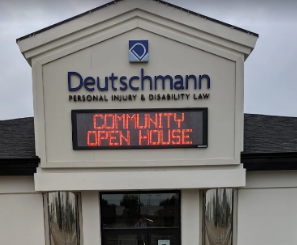 Deutschmann
PERSONAL INJURY & DISABILITY LAW
COMMUNITY
OPEN HOUSE